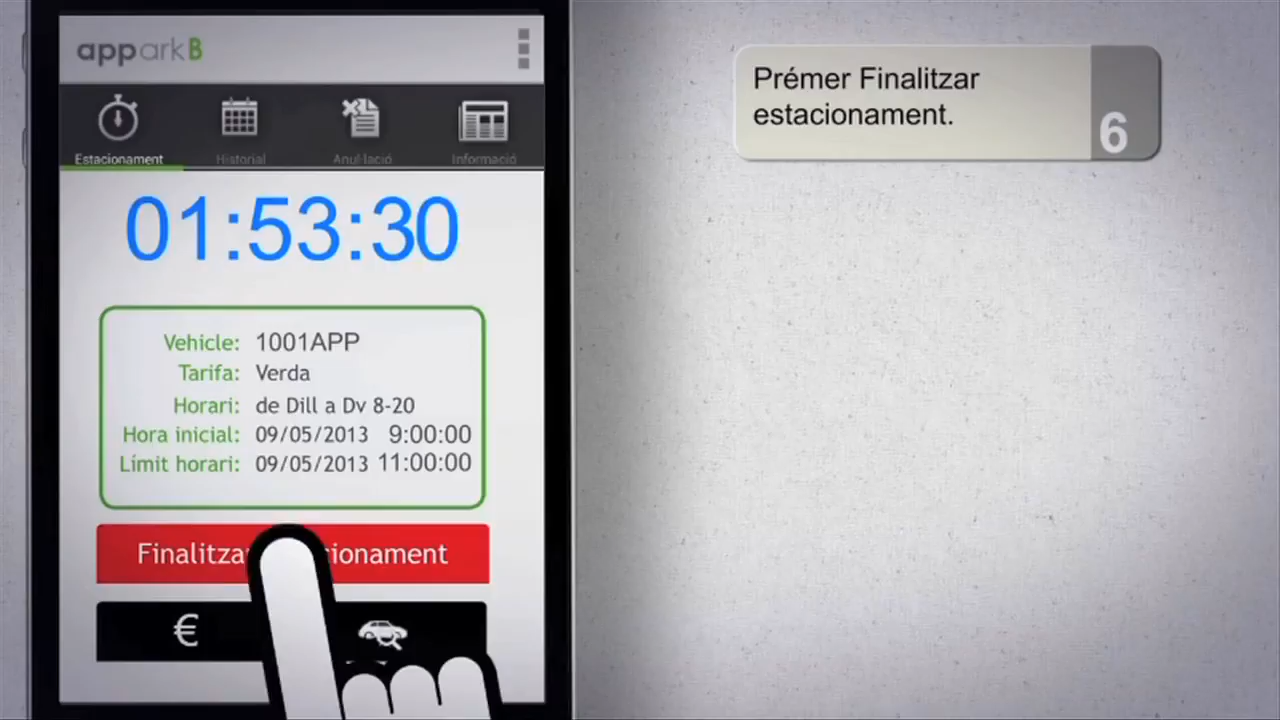 appark B
Estacionament Historial Anul·lació Informació
01:53:30
Vehicle: 1001APP
Tarifa: Verda
Horari: de Dill a Dv 8-20
Hora inicial: 09/05/2013 9:00:00
Límit horari: 09/05/2013 11:00:00
Finalitza cionament
€
Prémer Finalitzar
estacionament.
6